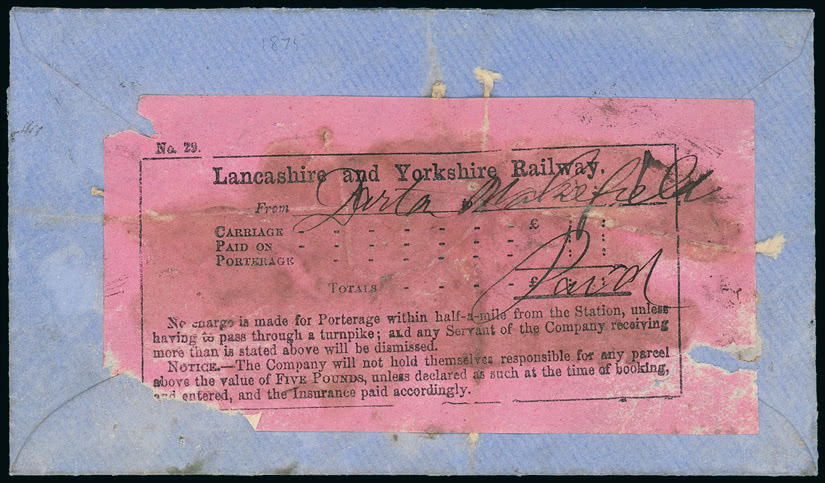 1875
No. 29.
Lancashire and Yorkshire Railway.
From Darton Wakefield
CARRIAGE - - - - - - - £ : :
PAID ON - - - - - - - - : :
PORTERAGE - - - - - - :
TOTALS - - - - £ Paid
No charge is made for Porterage within half-a-mile from the Station, unless
having to pass through a turnpike; and any Servant of the Company receiving
more than is stated above will be dismissed.
NOTICE.—The Company will not hold themselves responsible for any parcel
above the value of FIVE POUNDS, unless declared as such at the time of booking,
and entered, and the Insurance paid accordingly.